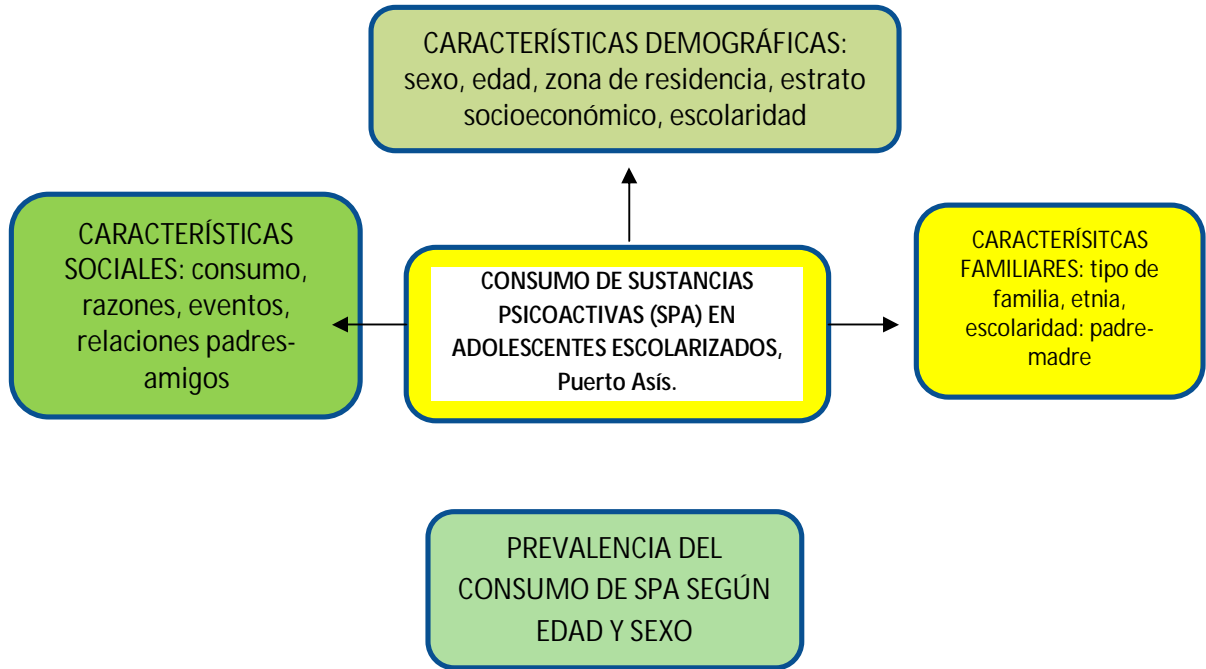 CARACTERÍSTICAS DEMOGRÁFICAS:
sexo, edad, zona de residencia, estrato
socioeconómico, escolaridad
CARACTERÍSTICAS
SOCIALES: consumo,
razones, eventos,
relaciones padres-
amigos
CONSUMO DE SUSTANCIAS
PSICOACTIVAS (SPA) EN
ADOLESCENTES ESCOLARIZADOS,
Puerto Asís.
CARACTERÍSITCAS
FAMILIARES: tipo de
familia, etnia,
escolaridad: padre-
madre
PREVALENCIA DEL
CONSUMO DE SPA SEGÚN
EDAD Y SEXO